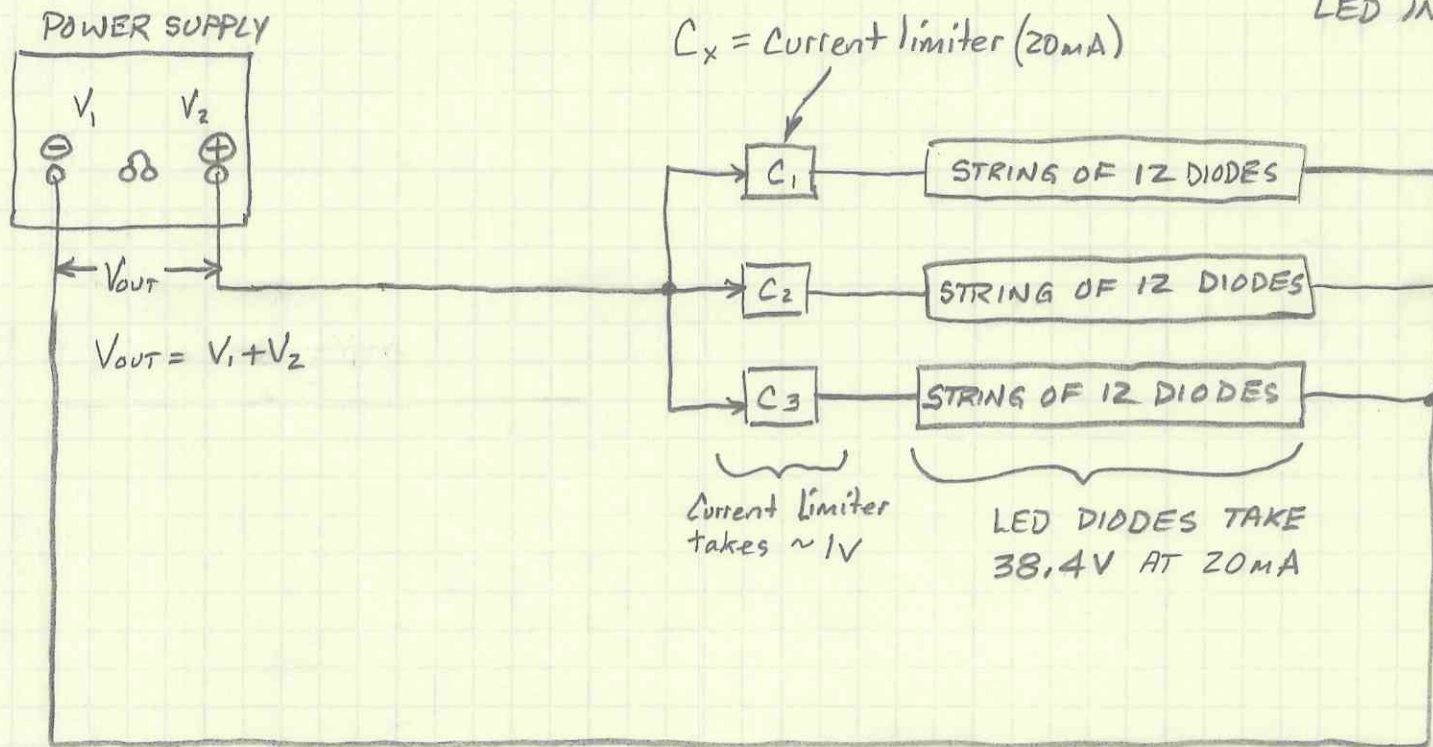 POWER SUPPLY
LED
Cx = Current limiter (20mA)
V1 V2
C1
STRING OF 12 DIODES
VOUT
C2
STRING OF 12 DIODES
VOUT = V1 + V2
C3
STRING OF 12 DIODES
Current Limiter
takes ~ 1V
LED DIODES TAKE
38.4V AT 20mA